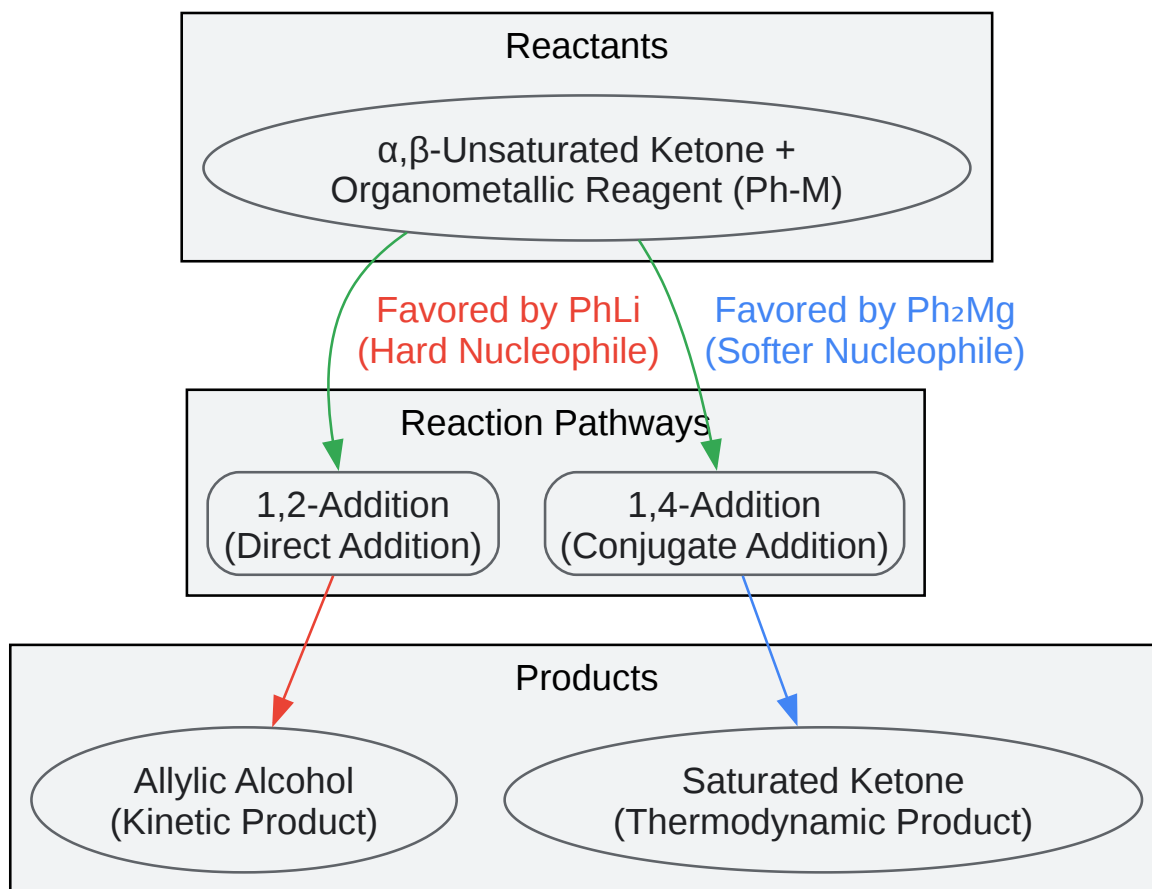 Reactants
α,β-Unsaturated Ketone +
Organometallic Reagent (Ph-M)
Favored by PhLi
(Hard Nucleophile)
Favored by Ph₂Mg
(Softer Nucleophile)
Reaction Pathways
1,2-Addition
(Direct Addition)
1,4-Addition
(Conjugate Addition)
Products
Allylic Alcohol
(Kinetic Product)
Saturated Ketone
(Thermodynamic Product)